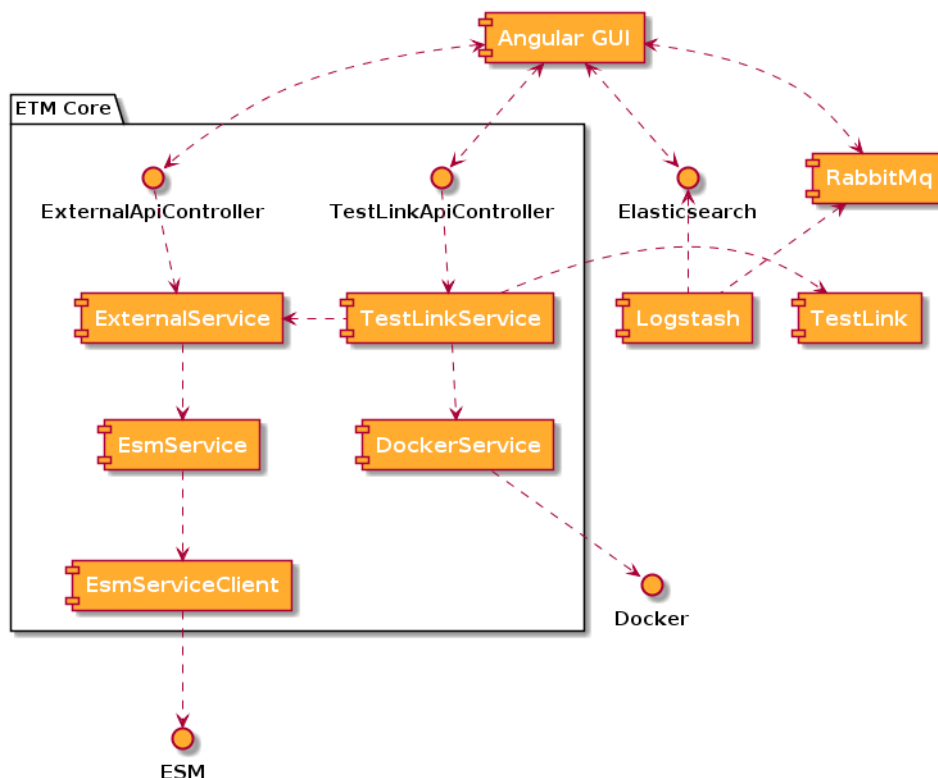 Angular GUI
ETM Core
RabbitMq
ExternalApiController
TestLinkApiController
Elasticsearch
ExternalService
TestLinkService
Logstash
TestLink
EsmService
DockerService
EsmServiceClient
Docker
ESM